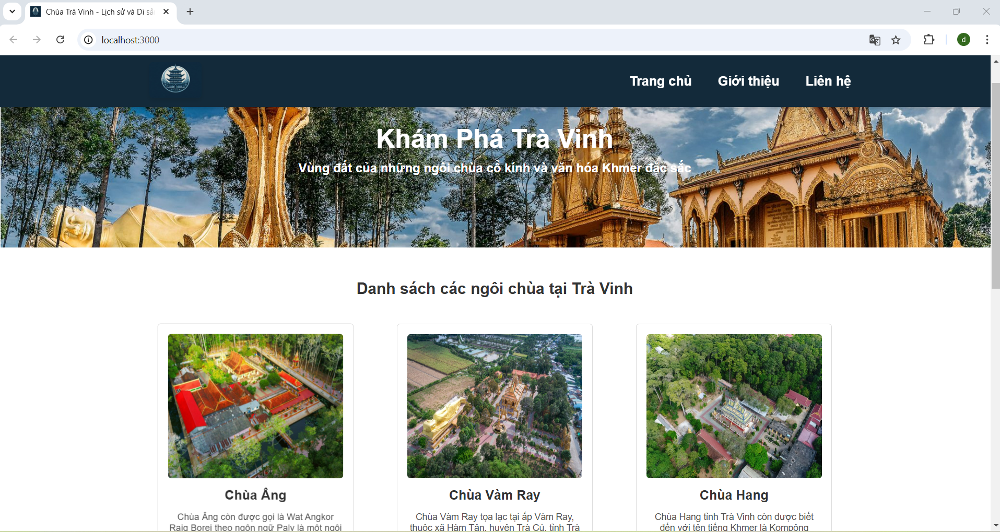 Chùa Trà Vinh - Lịch sử và Di sả
localhost:3000
d
Trang chủ
Giới thiệu
Liên hệ
Khám Phá Trà Vinh
Vùng đất của những ngôi chùa cổ kính và văn hóa Khmer đặc sắc
Danh sách các ngôi chùa tại Trà Vinh
Chùa Âng
Chùa Âng còn được gọi là Wat Angkor
Raig Borei theo ngôn ngữ Paly là một ngôi
Chùa Vàm Ray
Chùa Vàm Ray tọa lạc tại ấp Vàm Ray,
thuộc xã Hàm Tân, huyện Trà Cú, tỉnh Trà
Chùa Hang
Chùa Hang tỉnh Trà Vinh còn được biết
đến với tên tiếng Khmer là Kompông